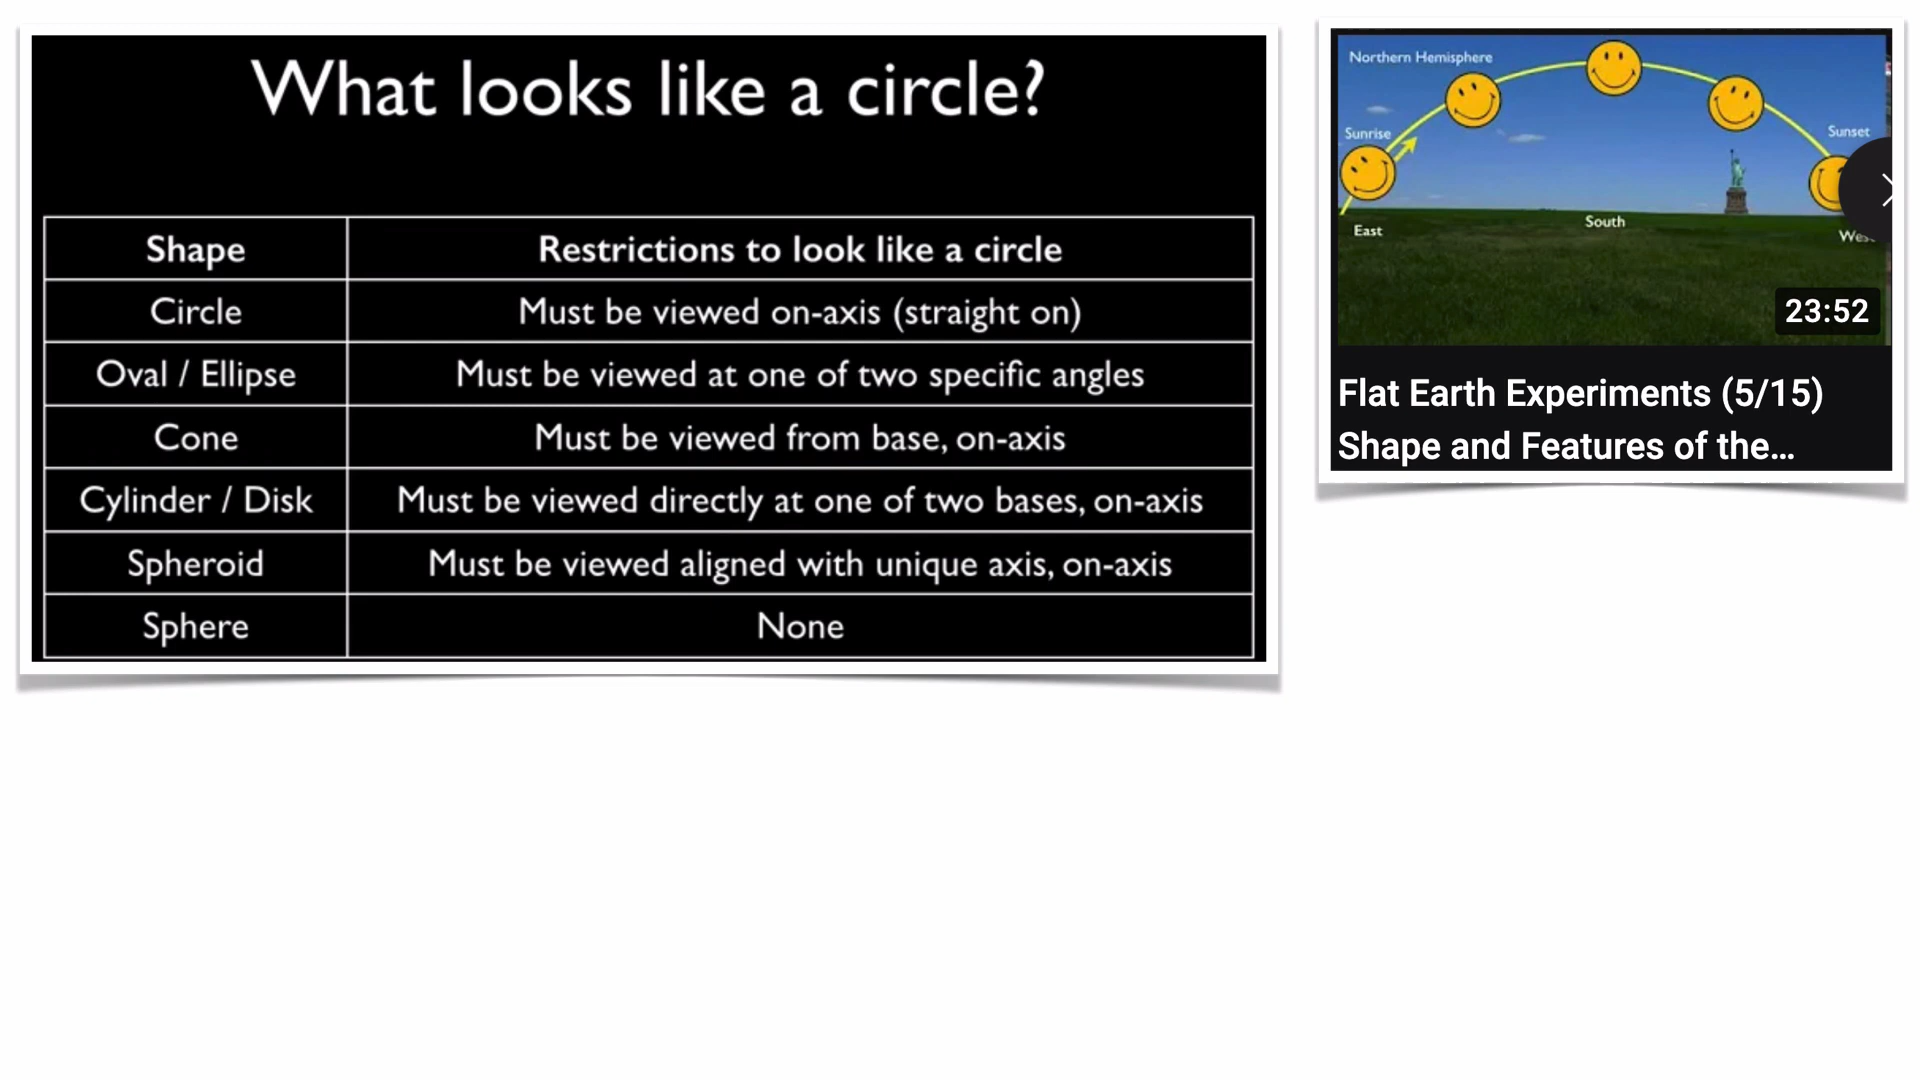 What looks like a circle?
Shape Restrictions to look like a circle
Circle Must be viewed on-axis (straight on)
Oval / Ellipse Must be viewed at one of two specific angles
Cone Must be viewed from base, on-axis
Cylinder / Disk Must be viewed directly at one of two bases, on-axis
Spheroid Must be viewed aligned with unique axis, on-axis
Sphere None
Northern Hemisphere
Sunrise
Sunset
East
South
West
23:52
Flat Earth Experiments (5/15)
Shape and Features of the...